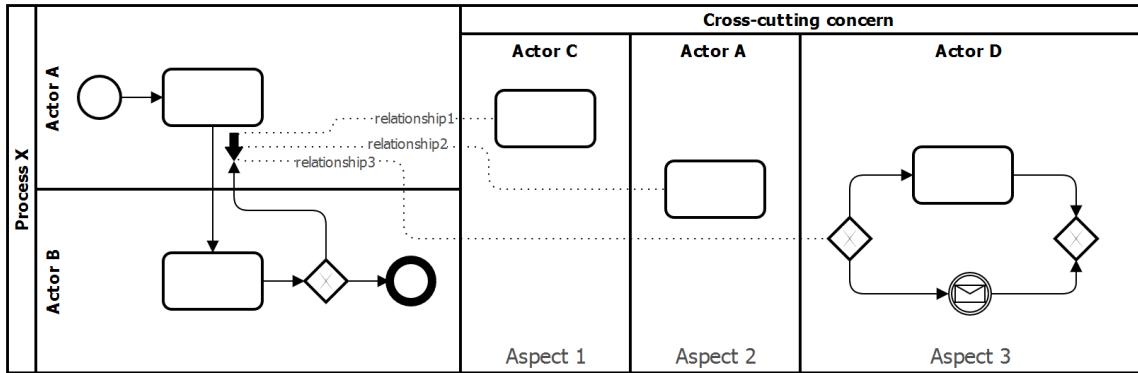 Process X
Actor A
Actor B
Cross-cutting concern
Actor C
Actor A
Actor D
relationship1
relationship2
relationship3
Aspect 1
Aspect 2
Aspect 3